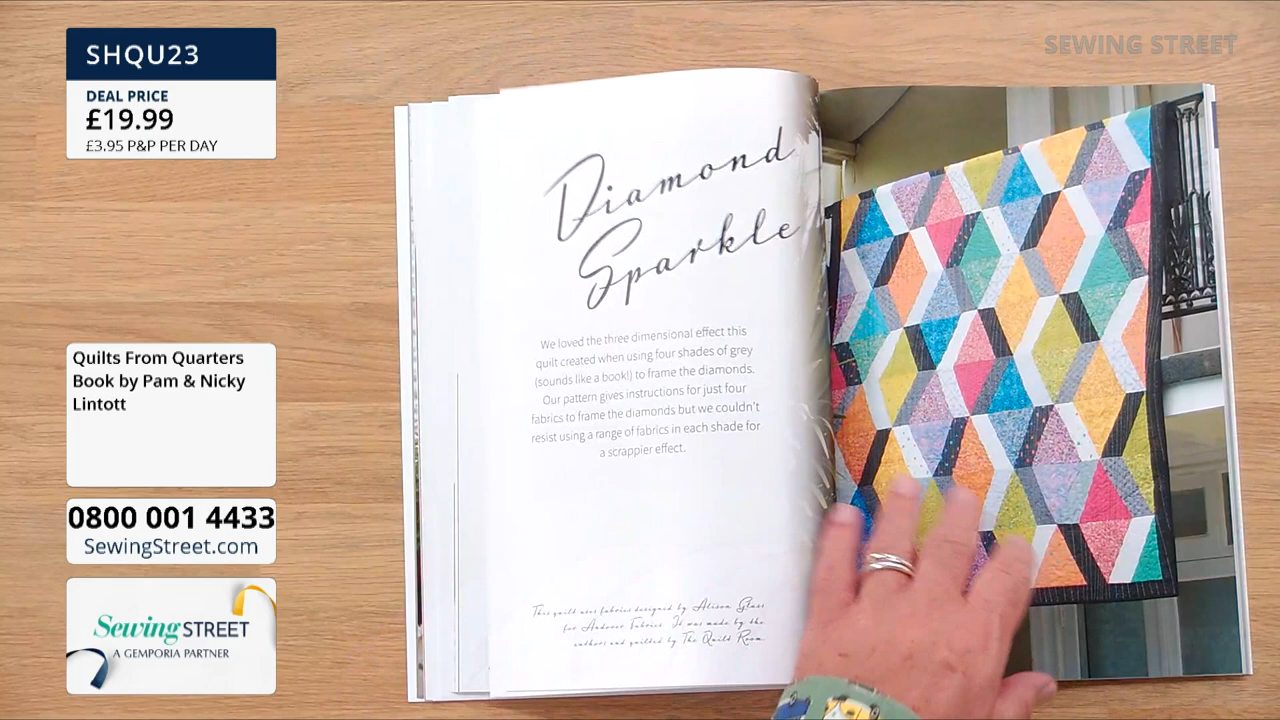 SHQU23
DEAL PRICE
£19.99
£3.95 P&P PER DAY
SEWING STREET
Diamond
Sparkle
We loved the three dimensional effect this
quilt created when using four shades of grey
(sounds like a book!) to frame the diamonds.
Our pattern gives instructions for just four
fabrics to frame the diamonds but we couldn't
resist using a range of fabrics in each shade for
a scrappier effect.
This quilt uses fabrics designed by Alison Glass
for Andover Fabrics. It was made by the
authors and quilted by The Quilt Room.
Quilts From Quarters
Book by Pam & Nicky
Lintott
0800 001 4433
SewingStreet.com
Sewing STREET
A GEMPORIA PARTNER